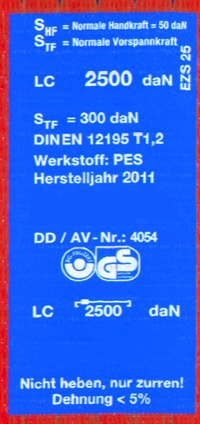 SHF = Normale Handkraft = 50 daN
STF = Normale Vorspannkraft
LC 2500 daN
EZS 25
STF = 300 daN
DIN EN 12195 T1,2
Werkstoff: PES
Herstelljahr 2011
DD / AV-Nr.: 4054
GS
LC 2500 daN
Nicht heben, nur zurren!
Dehnung < 5%